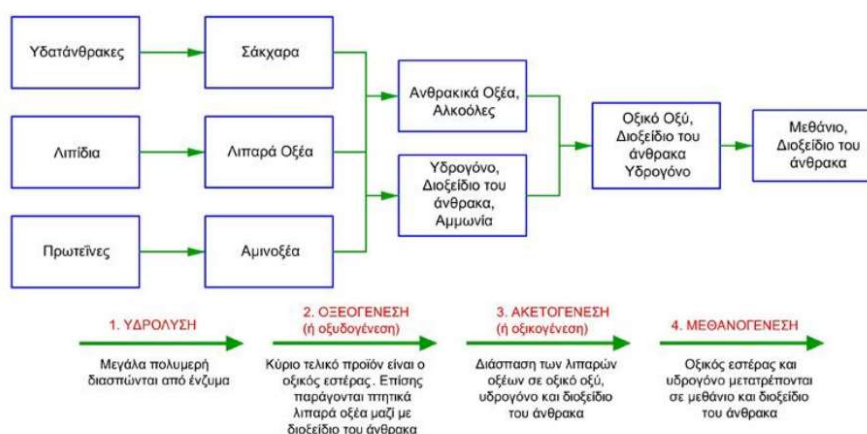 Υδατάνθρακες
Σάκχαρα
Λιπίδια
Λιπαρά Οξέα
Πρωτεΐνες
Αμινοξέα
Ανθρακικά Οξέα,
Αλκοόλες
Υδρογόνο,
Διοξείδιο του
άνθρακα,
Αμμωνία
Οξικό Οξύ,
Διοξείδιο του
άνθρακα
Υδρογόνο
Μεθάνιο,
Διοξείδιο του
άνθρακα
1. ΥΔΡΟΛΥΣΗ
Μεγάλα πολυμερή
διασπώνται από ένζυμα
2. ΟΞΕΟΓΕΝΕΣΗ
(ή οξυδογένεση)
Κύριο τελικό προϊόν είναι ο
οξικός εστέρας. Επίσης
παράγονται πτητικά
λιπαρά οξέα μαζί με
διοξείδιο του άνθρακα
3. ΑΚΕΤΟΓΕΝΕΣΗ
(ή οξικογένεση)
Διάσπαση των λιπαρών
οξέων σε οξικό οξύ,
υδρογόνο και διοξείδιο
του άνθρακα
4. ΜΕΘΑΝΟΓΕΝΕΣΗ
Οξικός εστέρας και
υδρογόνο μετατρέπονται
σε μεθάνιο και διοξείδιο
του άνθρακα